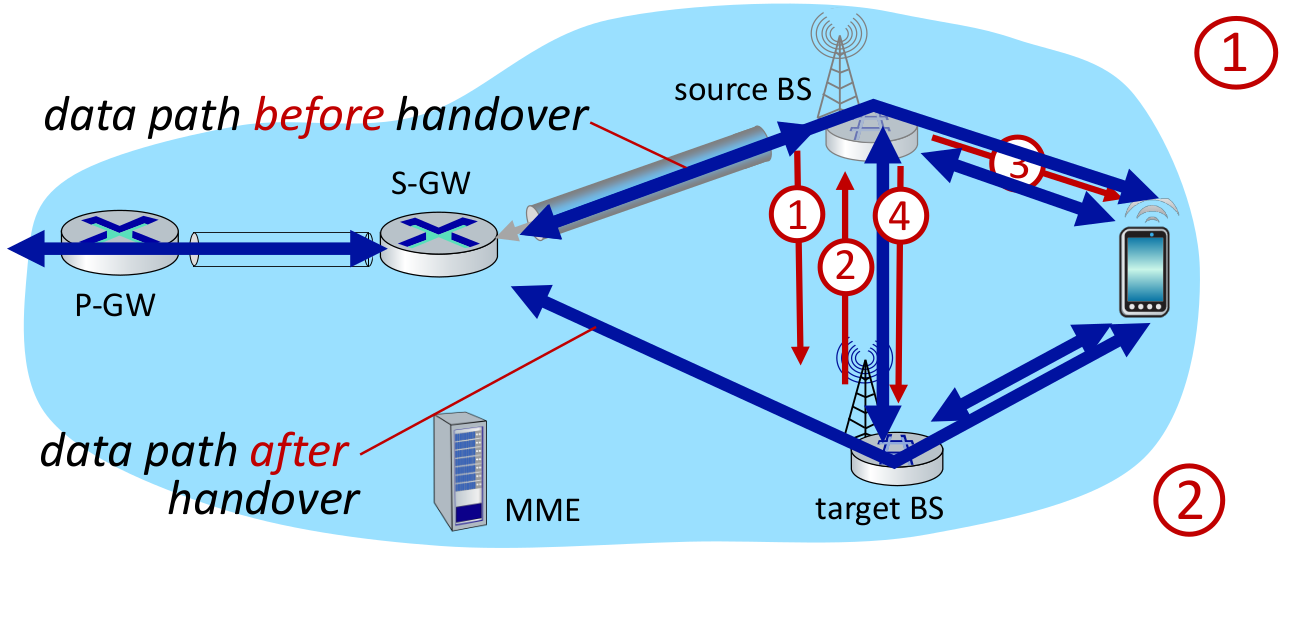 1
source BS
data path before handover
3
S-GW
1
4
2
P-GW
data path after
handover
MME
target BS
2